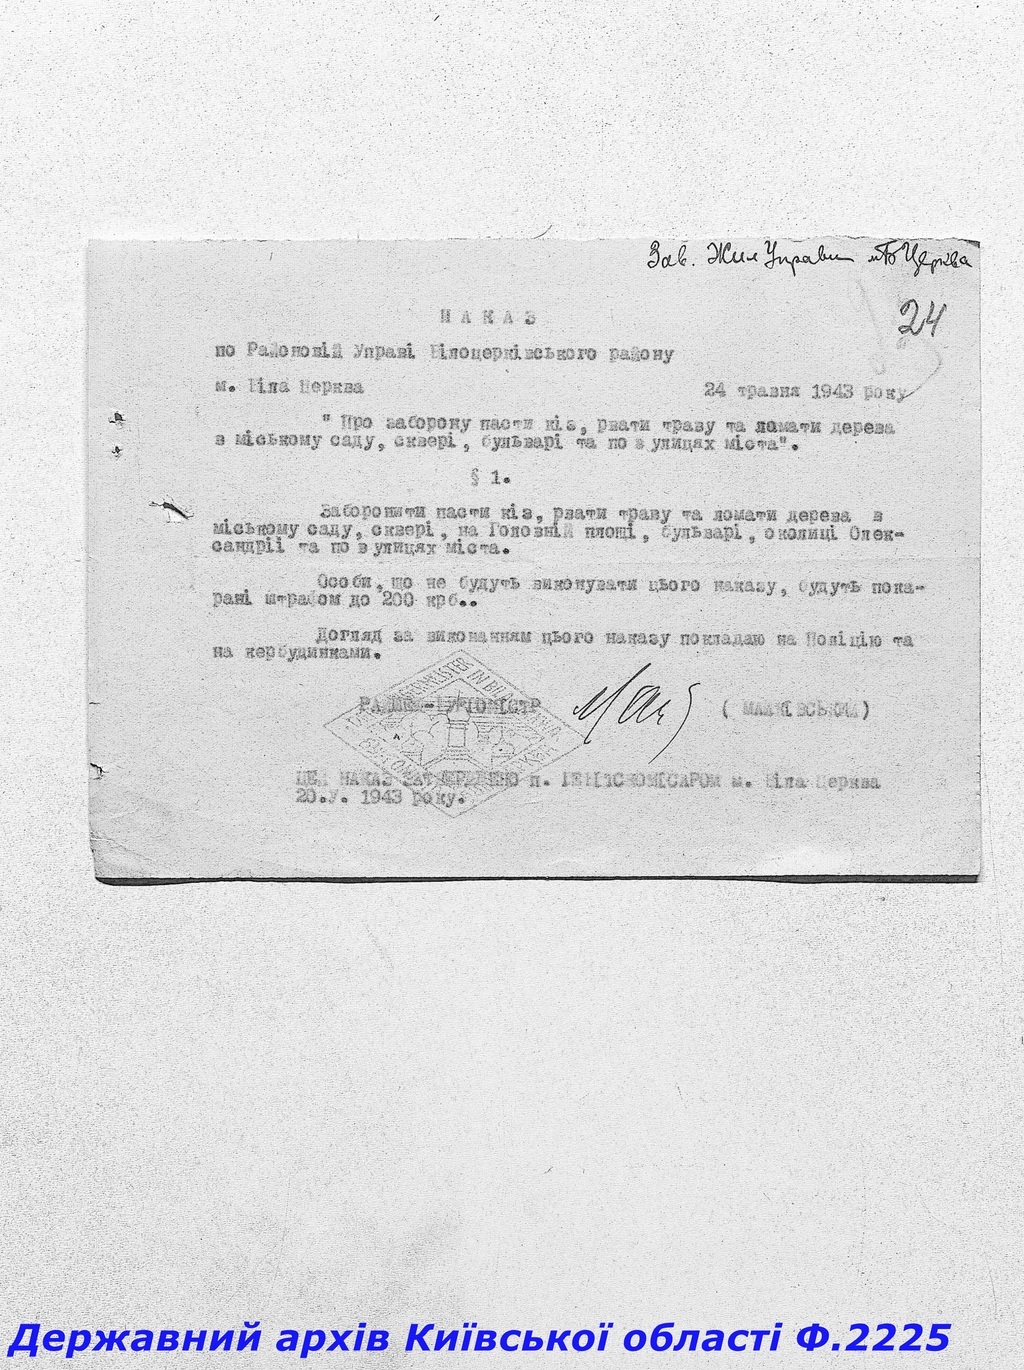 Зав. Жил Управи м Б Церква
24
НАКАЗ
по Районовій Управі Білоцерківського району
м. Біла Церква 24 травня 1943 року
" Про заборону пасти кіз, рвати траву та ламати дерева
в міському саду, сквері, бульварі та по вулицях міста".
§ 1.
Заборонити пасти кіз, рвати траву та ломати дерева в
міському саду, сквері, на Головній площі, бульварі, околиці Олек-
сандрії та по вулицях міста.
Особи, що не будуть виконувати цього наказу, будуть пока-
рані штрафом до 200 крб..
Догляд за виконанням цього наказу покладаю на Поліцію та
на кербудинками.
( )
ЦЕЙ НАКАЗ ЗАТВЕРДЖЕНО п. ГЕБІТСКОМІСАРОМ м. Біла Церква
20.У. 1943 року.
Державний архів Київської області Ф.2225